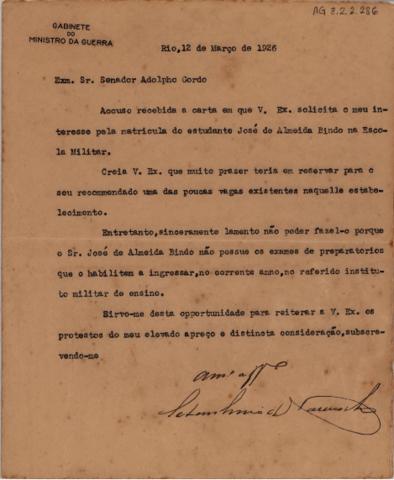 AG 8.2.2.286
GABINETE
DO
MINISTRO DA GUERRA
Rio,12 de Março de 1926
Exm. Sr. Senador Adolpho Gordo
Accuso recebida a carta em que V. Ex. solicita o meu in-
teresse pela matricula do estudante José de Almeida Bindo na Esco-
la Militar.
Creia V. Ex. que muito prazer teria em reservar para o
seu recommendado uma das poucas vagas existentes naquelle estabe-
lecimento.
Entretanto,sinceramente lamento não poder fazel-o porque
o Sr. José de Almeida Bindo não possue os exames de preparatorios
que o habilitem a ingressar,no corrente anno,no referido institu-
to militar de ensino.
Sirvo-me desta opportunidade para reiterar a V. Ex. os
protestos do meu elevado apreço e distincta consideração,subscre-
vendo-me